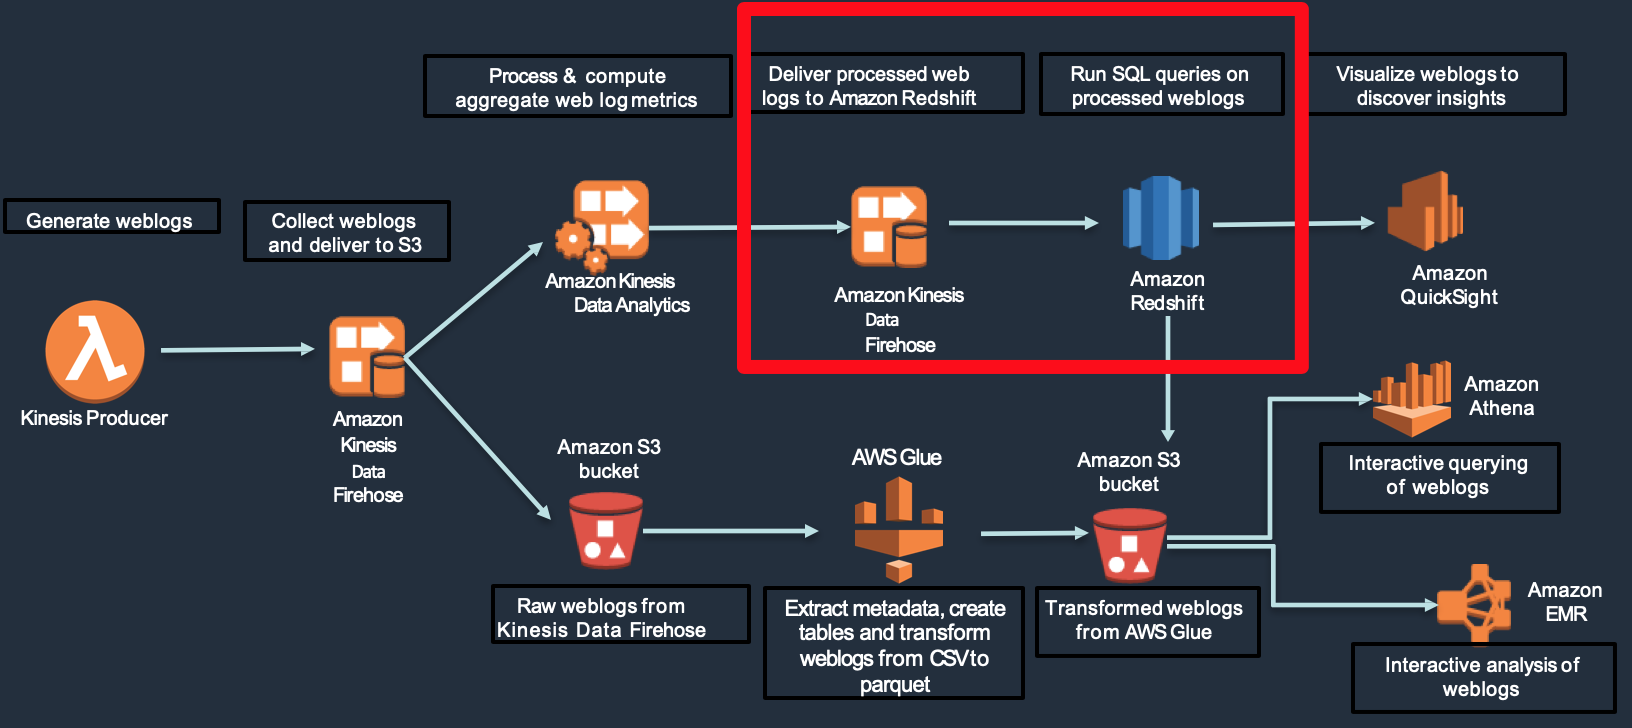 Process & compute
aggregate web log metrics
Deliver processed web
logs to Amazon Redshift
Run SQL queries on
processed weblogs
Visualize weblogs to
discover insights
Generate weblogs
Collect weblogs
and deliver to S3
Amazon Kinesis
Data Analytics
Amazon Kinesis
Data
Firehose
Amazon
Redshift
Amazon
QuickSight
Kinesis Producer
Amazon
Kinesis
Data
Firehose
Amazon S3
bucket
AWS Glue
Amazon S3
bucket
Amazon
Athena
Interactive querying
of weblogs
Raw weblogs from
Kinesis Data Firehose
Extract metadata, create
tables and transform
weblogs from CSV to
parquet
Transformed weblogs
from AWS Glue
Amazon
EMR
Interactive analysis of
weblogs